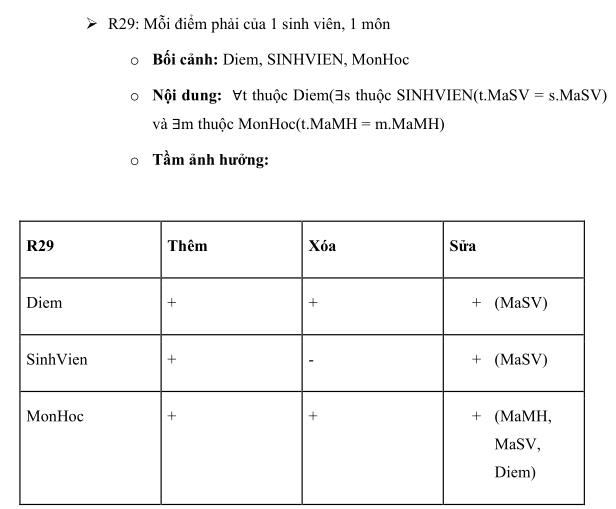 ➢ R29: Mỗi điểm phải của 1 sinh viên, 1 môn
o Bối cảnh: Diem, SINHVIEN, MonHoc
o Nội dung: ∀t thuộc Diem(∃s thuộc SINHVIEN(t.MaSV = s.MaSV)
và ∃m thuộc MonHoc(t.MaMH = m.MaMH)
o Tầm ảnh hưởng:
R29 Thêm Xóa Sửa
Diem + + + (MaSV)
SinhVien + - + (MaSV)
MonHoc + + + (MaMH,
MaSV,
Diem)